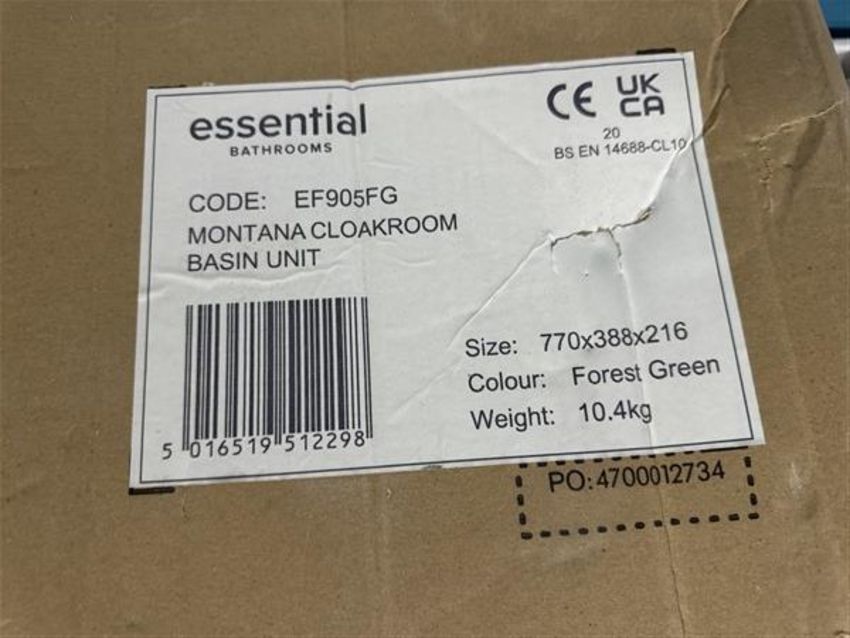 essential
BATHROOMS
CE UK CA
20
BS EN 14688-CL10
CODE: EF905FG
MONTANA CLOAKROOM
BASIN UNIT
Size: 770x388x216
Colour: Forest Green
Weight: 10.4kg
5 016519 512298
PO:4700012734